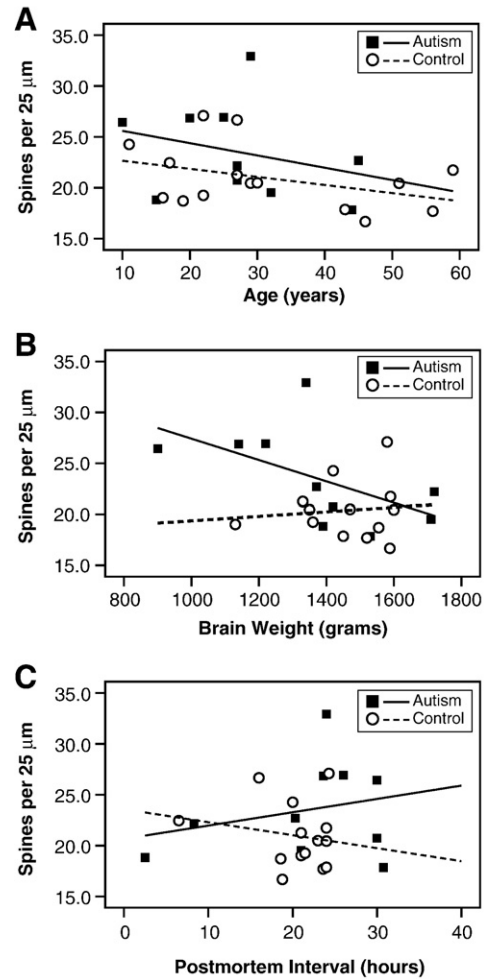 A
35.0
30.0
25.0
20.0
15.0
Spines per 25 μm
Autism
Control
10 20 30 40 50 60
Age (years)
B
35.0
30.0
25.0
20.0
15.0
Spines per 25 μm
Autism
Control
800 1000 1200 1400 1600 1800
Brain Weight (grams)
C
35.0
30.0
25.0
20.0
15.0
Spines per 25 μm
Autism
Control
0 10 20 30 40
Postmortem Interval (hours)